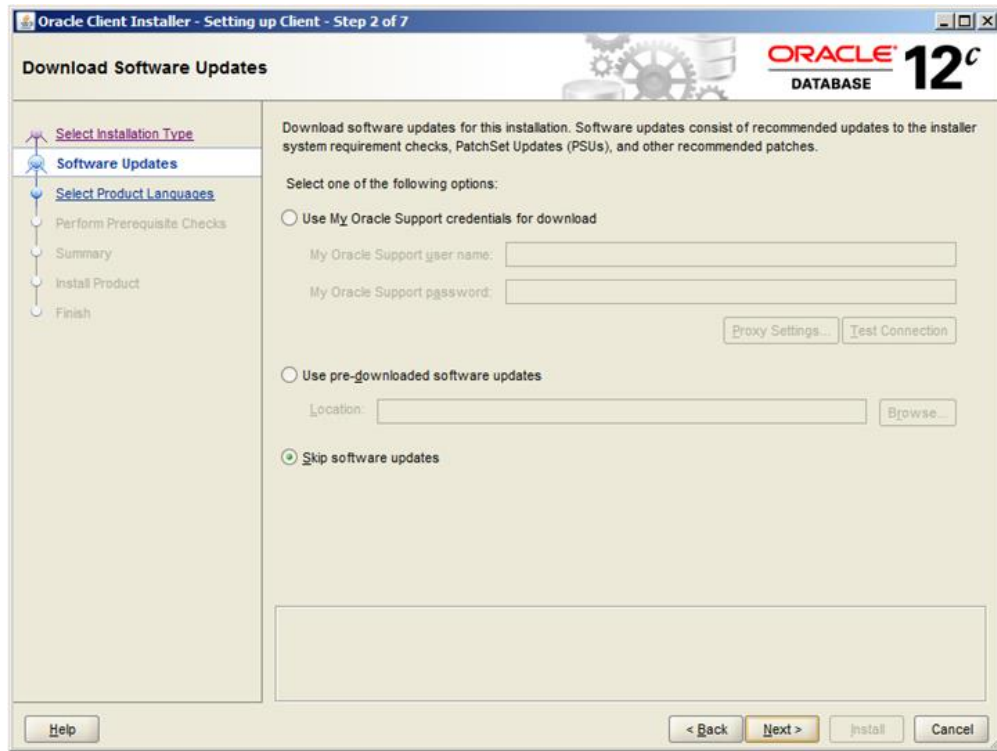 Oracle Client Installer - Setting up Client - Step 2 of 7
Download Software Updates
ORACLE
DATABASE
12c
Select Installation Type
Software Updates
Select Product Languages
Perform Prerequisite Checks
Summary
Install Product
Finish
Download software updates for this installation. Software updates consist of recommended updates to the installer
system requirement checks, PatchSet Updates (PSUs), and other recommended patches.
Select one of the following options:
Use My Oracle Support credentials for download
My Oracle Support user name:
My Oracle Support password:
Proxy Settings...
Test Connection
Use pre-downloaded software updates
Location:
Browse...
Skip software updates
Help
< Back
Next >
Install
Cancel